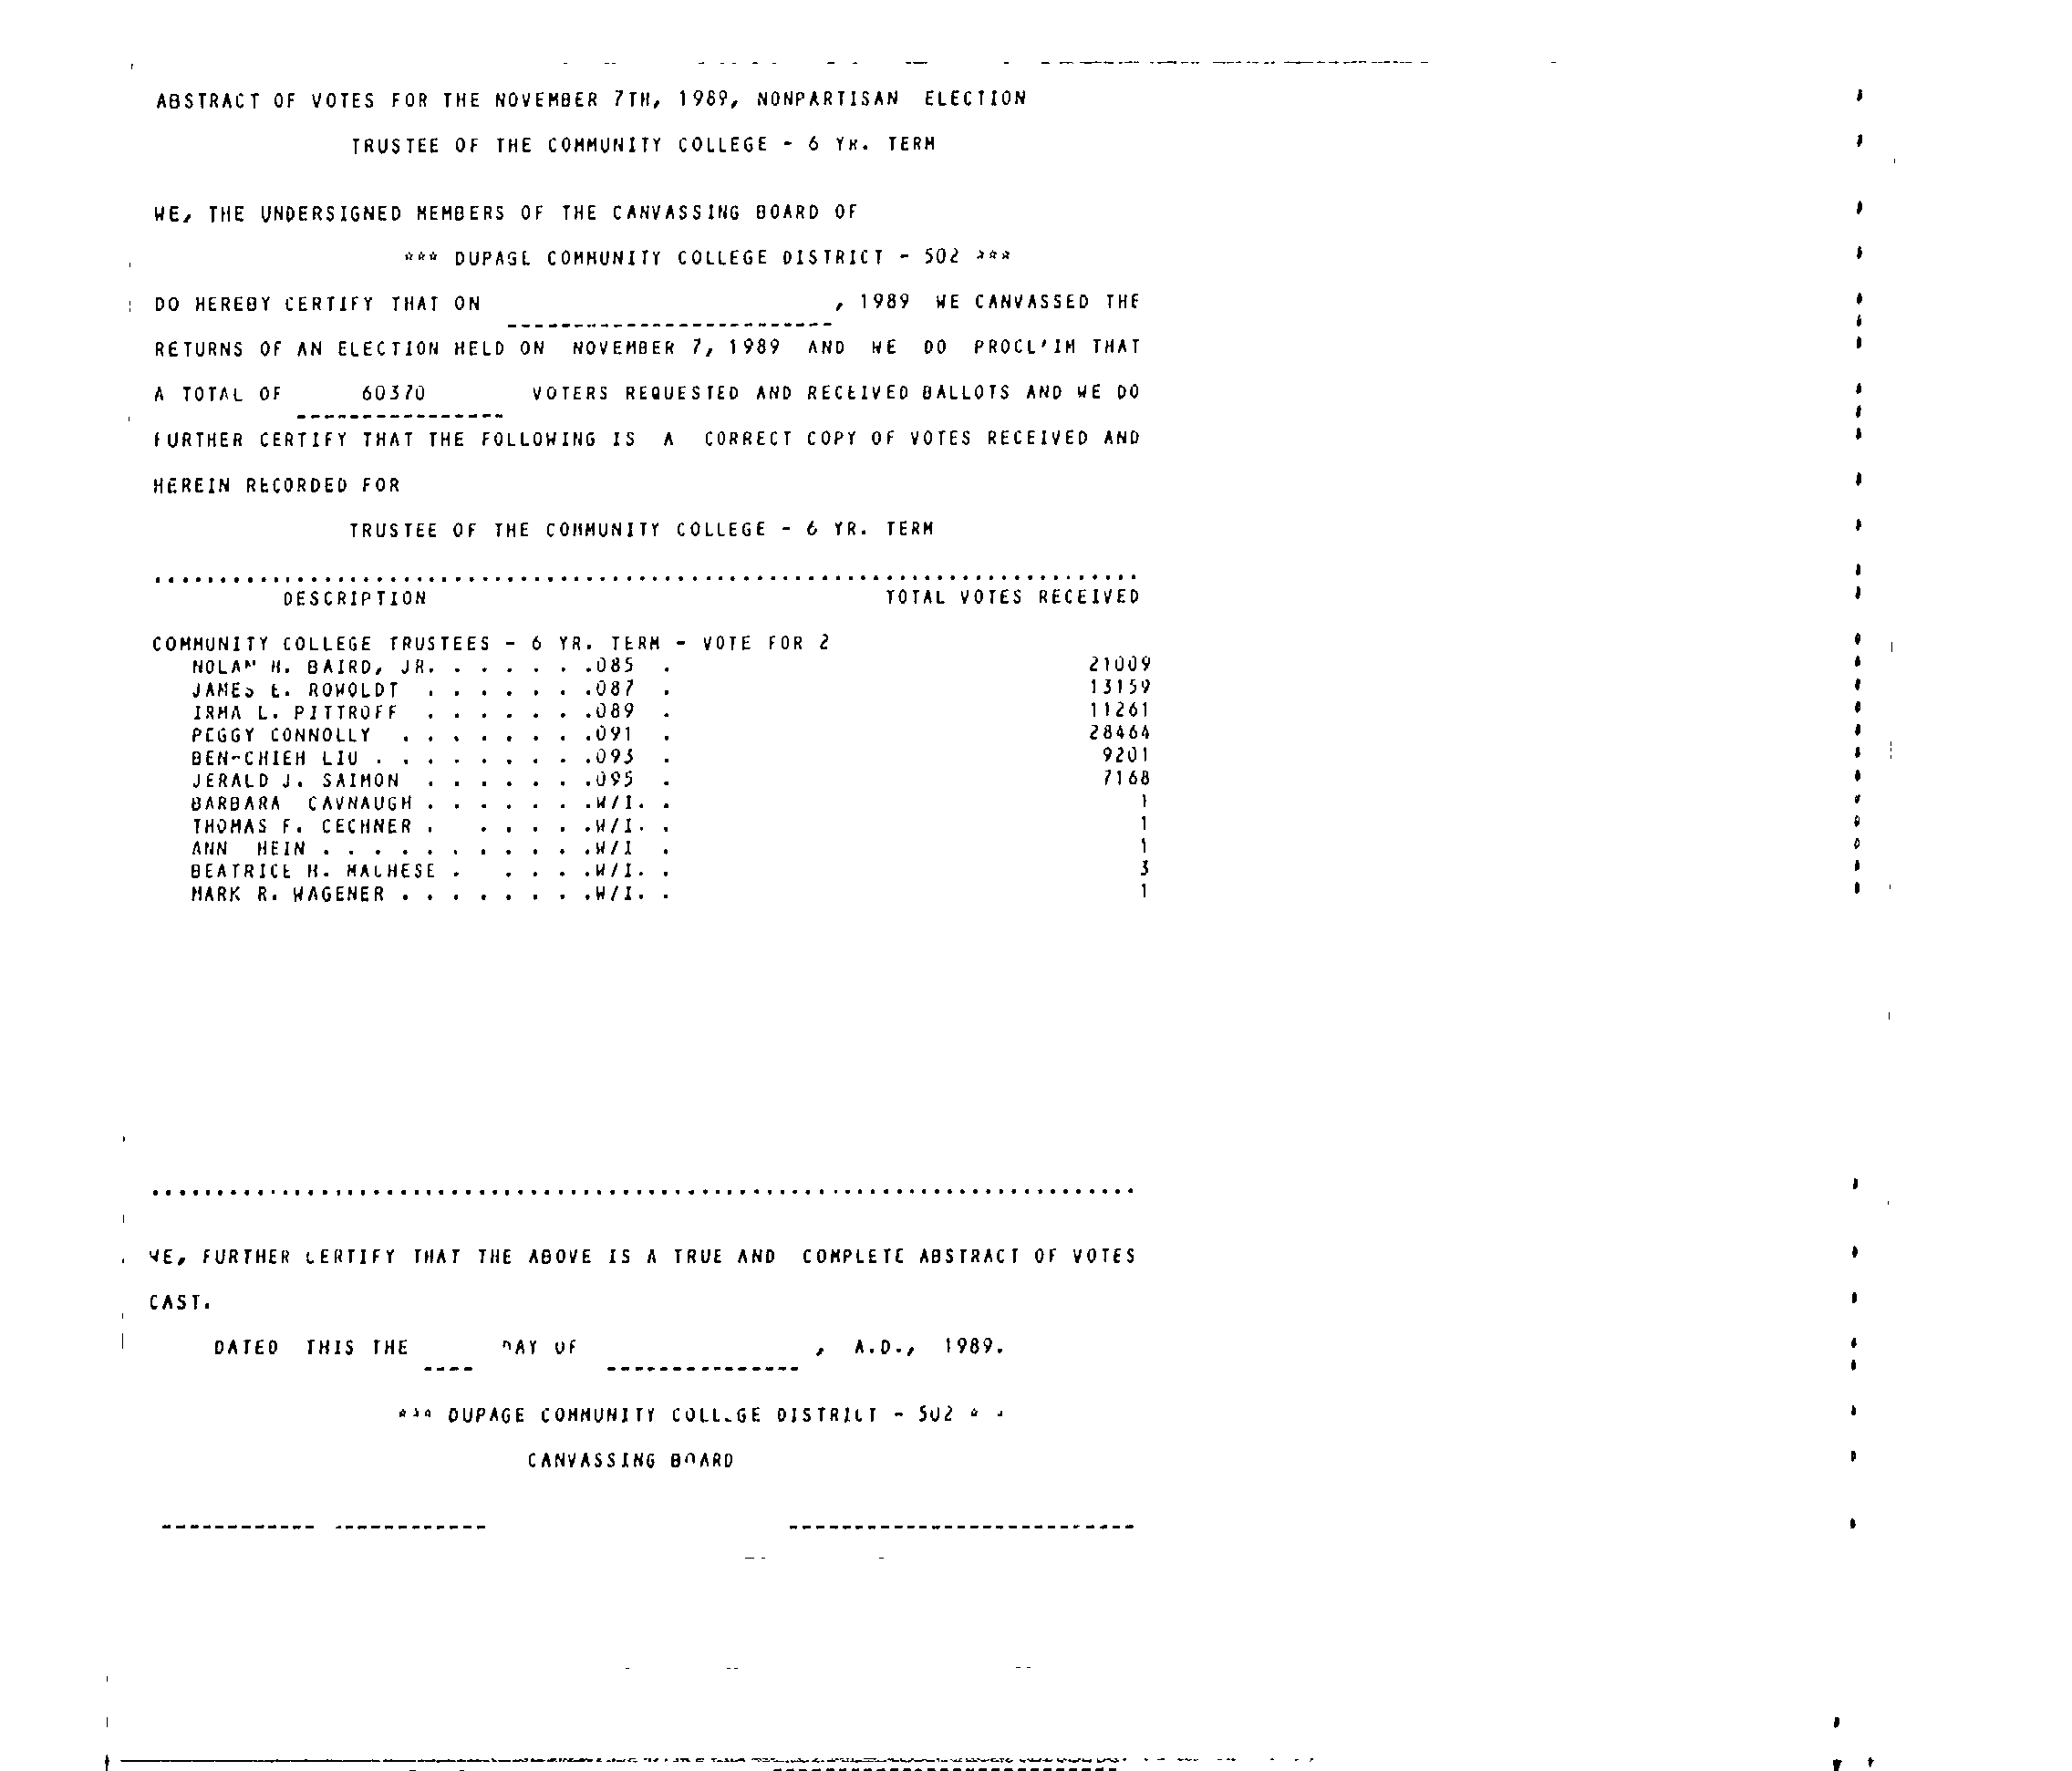 ABSTRACT OF VOTES FOR THE NOVEMBER 7TH, 1989, NONPARTISAN ELECTION
TRUSTEE OF THE COMMUNITY COLLEGE - 6 YR. TERM
WE, THE UNDERSIGNED MEMBERS OF THE CANVASSING BOARD OF
*** DUPAGE COMMUNITY COLLEGE DISTRICT - 502 ***
DO HEREBY CERTIFY THAT ON , 1989 WE CANVASSED THE
RETURNS OF AN ELECTION HELD ON NOVEMBER 7, 1989 AND WE DO PROCL'IM THAT
A TOTAL OF 60370 VOTERS REQUESTED AND RECEIVED BALLOTS AND WE DO
FURTHER CERTIFY THAT THE FOLLOWING IS A CORRECT COPY OF VOTES RECEIVED AND
HEREIN RECORDED FOR
TRUSTEE OF THE COMMUNITY COLLEGE - 6 YR. TERM
DESCRIPTION TOTAL VOTES RECEIVED
COMMUNITY COLLEGE TRUSTEES - 6 YR. TERM - VOTE FOR 2
NOLAN H. BAIRD, JR. . . . . . .085 . 21009
JAMES E. ROWOLDT . . . . . . .087 . 13159
IRMA L. PITTROFF . . . . . . .089 . 11261
PEGGY CONNOLLY . . . . . . . .091 . 28464
BEN-CHIEH LIU . . . . . . . . .093 . 9201
JERALD J. SAIMON . . . . . . .095 . 7168
BARBARA CAVNAUGH . . . . . . .W/I. . 1
THOMAS F. CECHNER . . . . . .W/I. . 1
ANN HEIN . . . . . . . . . . .W/I . 1
BEATRICE H. MALHESE . . . . .W/I. . 3
MARK R. WAGENER . . . . . . . .W/I. . 1
WE, FURTHER CERTIFY THAT THE ABOVE IS A TRUE AND COMPLETE ABSTRACT OF VOTES
CAST.
DATED THIS THE DAY OF , A.D., 1989.
*** DUPAGE COMMUNITY COLLEGE DISTRICT - 502 * *
CANVASSING BOARD